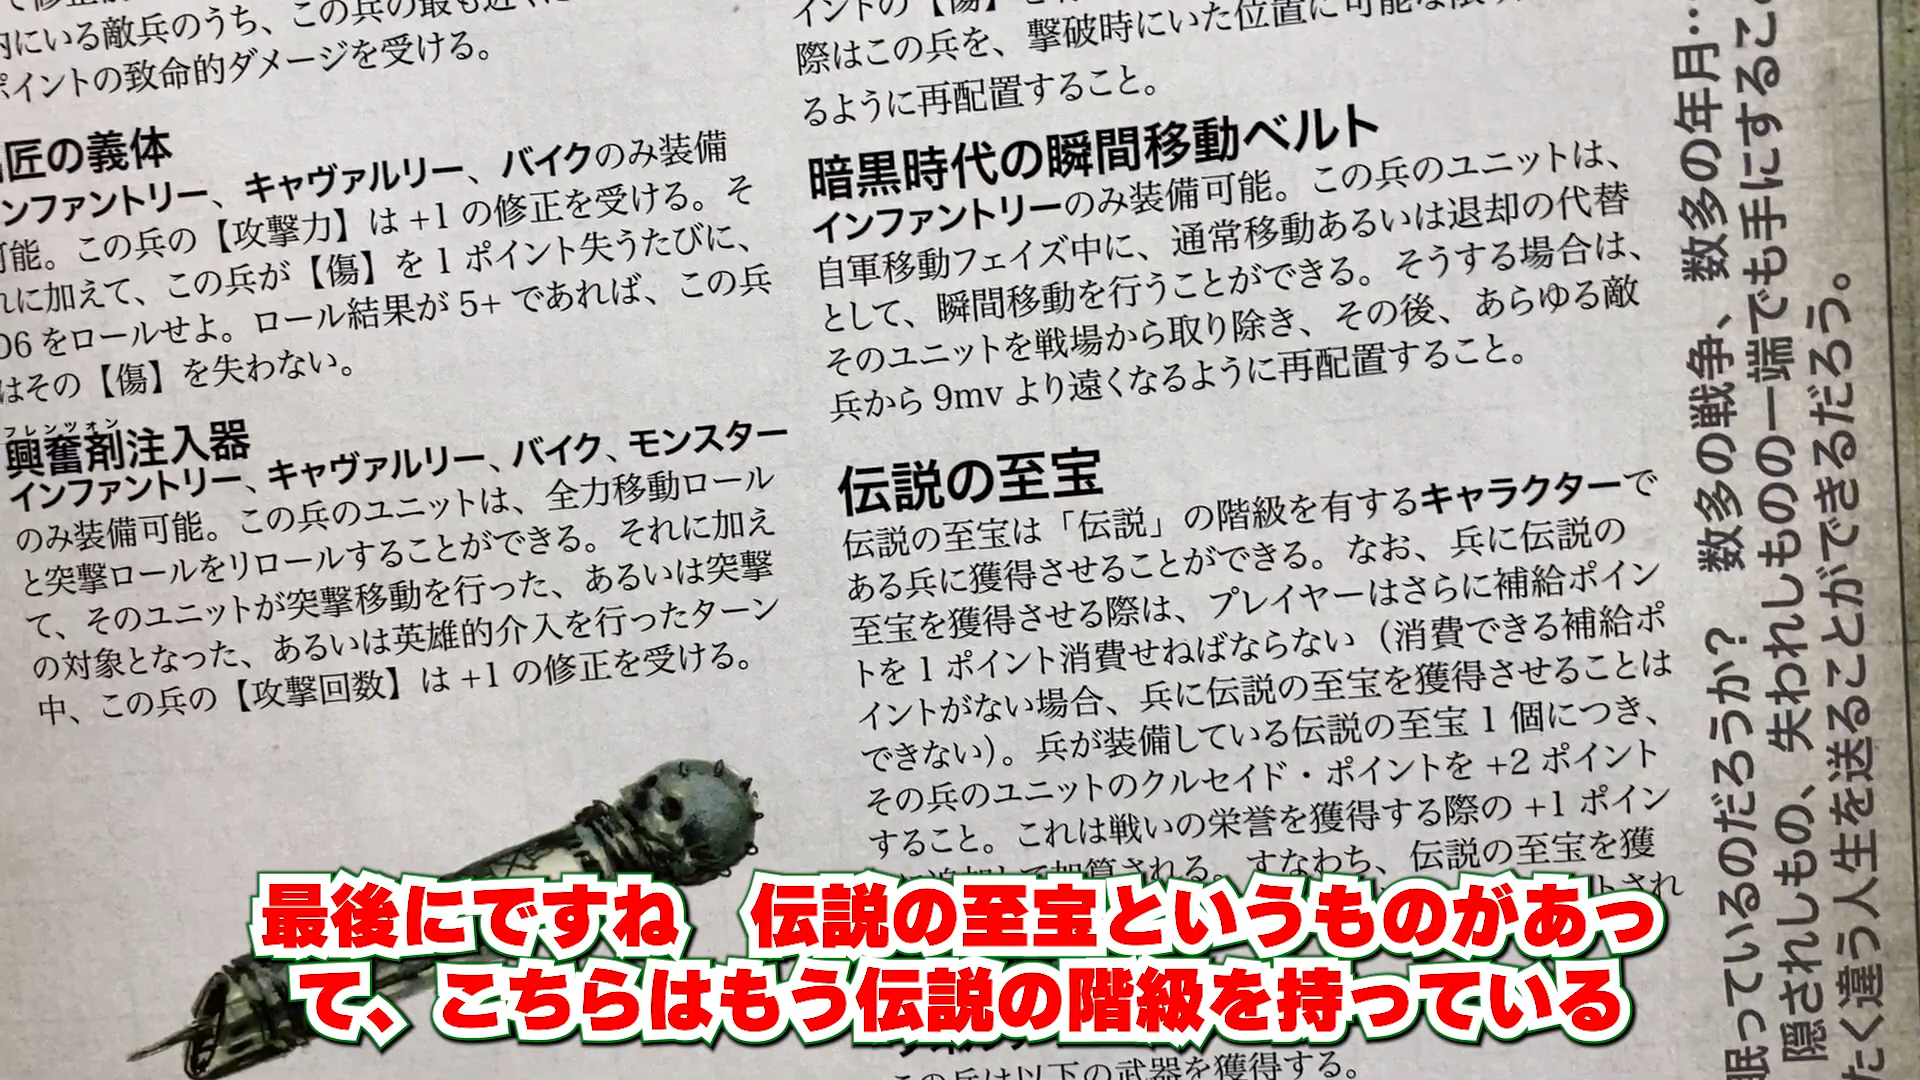 内にいる敵兵のうち、この兵の最も近くに
ポイントの致命的ダメージを受ける。
匠の義体
インファントリー、キャヴァルリー、バイクのみ装備
可能。この兵の【攻撃力】は +1 の修正を受ける。そ
れに加えて、この兵が【傷】を 1 ポイント失うたびに、
D6 をロールせよ。ロール結果が 5+ であれば、この兵
はその【傷】を失わない。
フレンツォン
興奮剤注入器
インファントリー、キャヴァルリー、バイク、モンスター
のみ装備可能。この兵のユニットは、全力移動ロール
と突撃ロールをリロールすることができる。それに加え
て、そのユニットが突撃移動を行った、あるいは突撃
の対象となった、あるいは英雄的介入を行ったターン
中、この兵の【攻撃回数】は +1 の修正を受ける。
イントの【傷】
際はこの兵を、撃破時にいた位置に可能な限り
るように再配置すること。
暗黒時代の瞬間移動ベルト
インファントリーのみ装備可能。この兵のユニットは、
自軍移動フェイズ中に、通常移動あるいは退却の代替
として、瞬間移動を行うことができる。そうする場合は、
そのユニットを戦場から取り除き、その後、あらゆる敵
兵から 9mv より遠くなるように再配置すること。
伝説の至宝
伝説の至宝は「伝説」の階級を有するキャラクターで
ある兵に獲得させることができる。なお、兵に伝説の
至宝を獲得させる際は、プレイヤーはさらに補給ポイン
トを 1 ポイント消費せねばならない（消費できる補給ポ
イントがない場合、兵に伝説の至宝を獲得させることは
できない）。兵が装備している伝説の至宝 1 個につき、
その兵のユニットのクルセイド・ポイントを +2 ポイント
すること。これは戦いの栄誉を獲得する際の +1 ポイン
加算される。すなわち、伝説の至宝を獲
トされ
この兵は以下の武器を獲得する。
数多の戦争、数多の年月…
眠っているのだろうか？
隠されしもの、失われしものの一端でも手にするこ
たく違う人生を送ることができるだろう。
最後にですね　伝説の至宝というものがあっ
て、こちらはもう伝説の階級を持っている